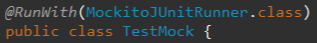 @RunWith(MockitoJUnitRunner.class)
public class TestMock {